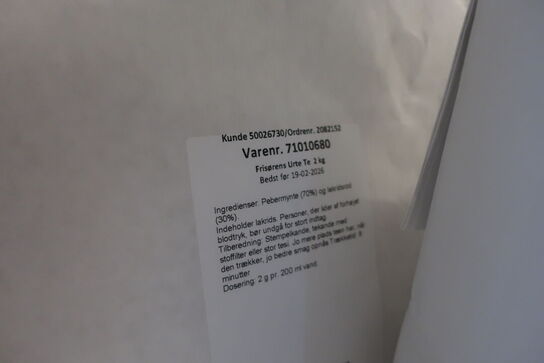 Kunde 50026730/Ordrenr. 2082152
Varenr. 71010680
Frisørens Urte Te 2 kg
Bedst før 19-02-2026
Ingredienser: Pebermynte (70%) og lakridsrod
(30%)
Indeholder lakrids. Personer, der lider af forhøjet
blodtryk, bør undgå for stort indtag.
Tilberedning: Stempelkande, tekande med
stoffilter eller stor tesi. Jo mere plads teen har, når
den trækker, jo bedre smag opnås. Trækketid: 8
minutter
Dosering: 2 g pr. 200 ml vand.